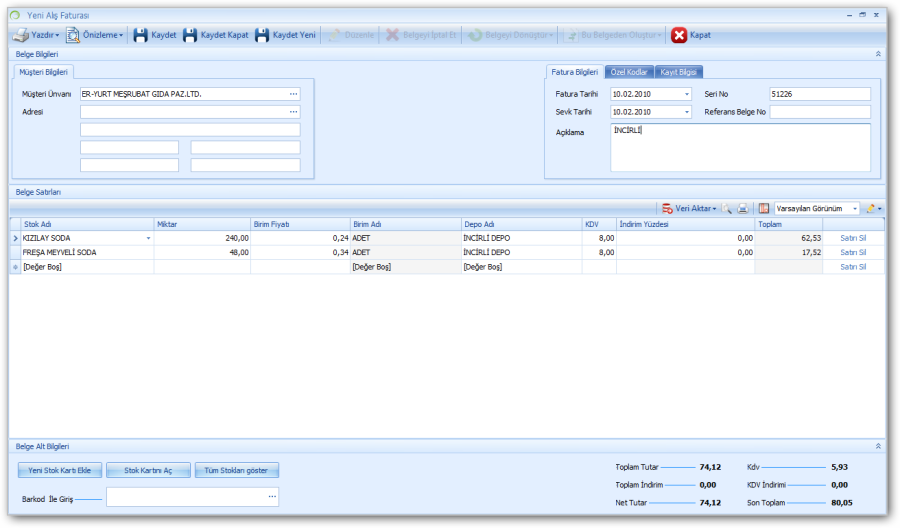 Yeni Alış Faturası
Yazdır Önizleme Kaydet Kaydet Kapat Kaydet Yeni Düzenle Belgeyi İptal Et Belgeyi Dönüştür Bu Belgeden Oluştur Kapat
Belge Bilgileri
Müşteri Bilgileri
Fatura Bilgileri Özel Kodlar Kayıt Bilgisi
Müşteri Ünvanı ER-YURT MEŞRUBAT GIDA PAZ.LTD. ...
Fatura Tarihi 10.02.2010 Seri No 51226
Adresi ...
Sevk Tarihi 10.02.2010 Referans Belge No
Açıklama İNCİRLİ
Belge Satırları
Veri Aktar Varsayılan Görünüm
Stok Adı Miktar Birim Fiyatı Birim Adı Depo Adı KDV İndirim Yüzdesi Toplam
KIZILAY SODA 240,00 0,24 ADET İNCİRLİ DEPO 8,00 0,00 62,53 Satırı Sil
FREŞA MEYVELİ SODA 48,00 0,34 ADET İNCİRLİ DEPO 8,00 0,00 17,52 Satırı Sil
[Değer Boş] [Değer Boş] [Değer Boş] Satırı Sil
Belge Alt Bilgileri
Yeni Stok Kartı Ekle Stok Kartını Aç Tüm Stokları göster
Toplam Tutar 74,12 Kdv 5,93
Toplam İndirim 0,00 KDV İndirimi 0,00
Barkod İle Giriş ...
Net Tutar 74,12 Son Toplam 80,05